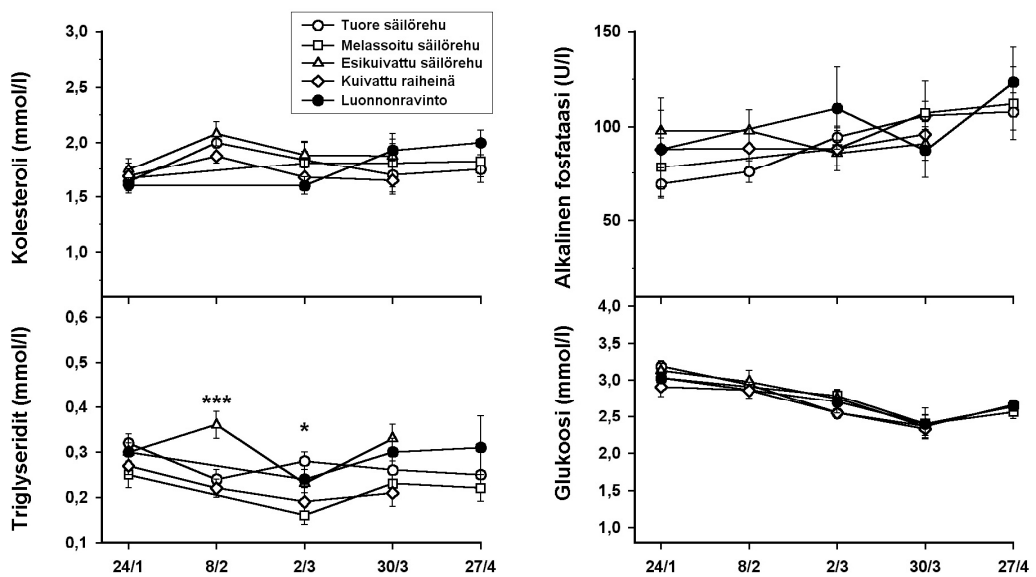 3,0
2,5
2,0
1,5
1,0
Kolesteroli (mmol/l)
Tuore säilörehu
Melassoitu säilörehu
Esikuivattu säilörehu
Kuivattu raiheinä
Luonnonravinto
150
100
50
Alkalinen fosfataasi (U/l)
0,6
0,5
0,4
0,3
0,2
0,1
Triglyseridit (mmol/l)
***
*
24/1 8/2 2/3 30/3 27/4
4,0
3,5
3,0
2,5
2,0
1,5
1,0
Glukoosi (mmol/l)
24/1 8/2 2/3 30/3 27/4